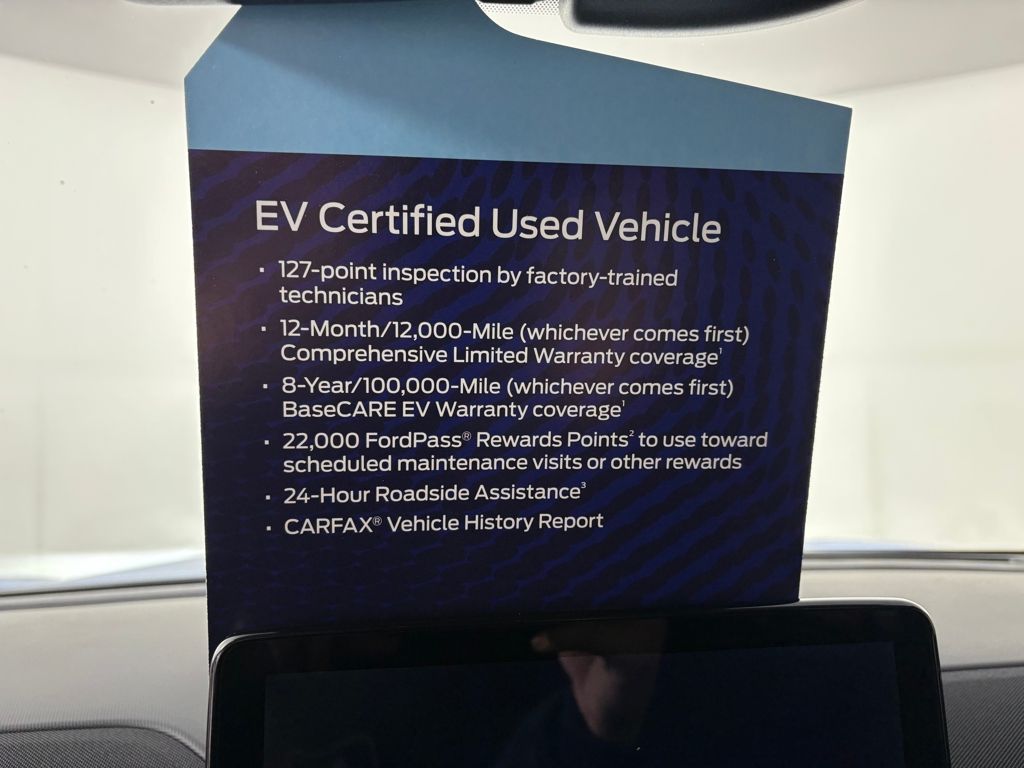 EV Certified Used Vehicle
· 127-point inspection by factory-trained
technicians
· 12-Month/12,000-Mile (whichever comes first)
Comprehensive Limited Warranty coverage¹
· 8-Year/100,000-Mile (whichever comes first)
BaseCARE EV Warranty coverage¹
· 22,000 FordPass® Rewards Points² to use toward
scheduled maintenance visits or other rewards
· 24-Hour Roadside Assistance³
· CARFAX® Vehicle History Report